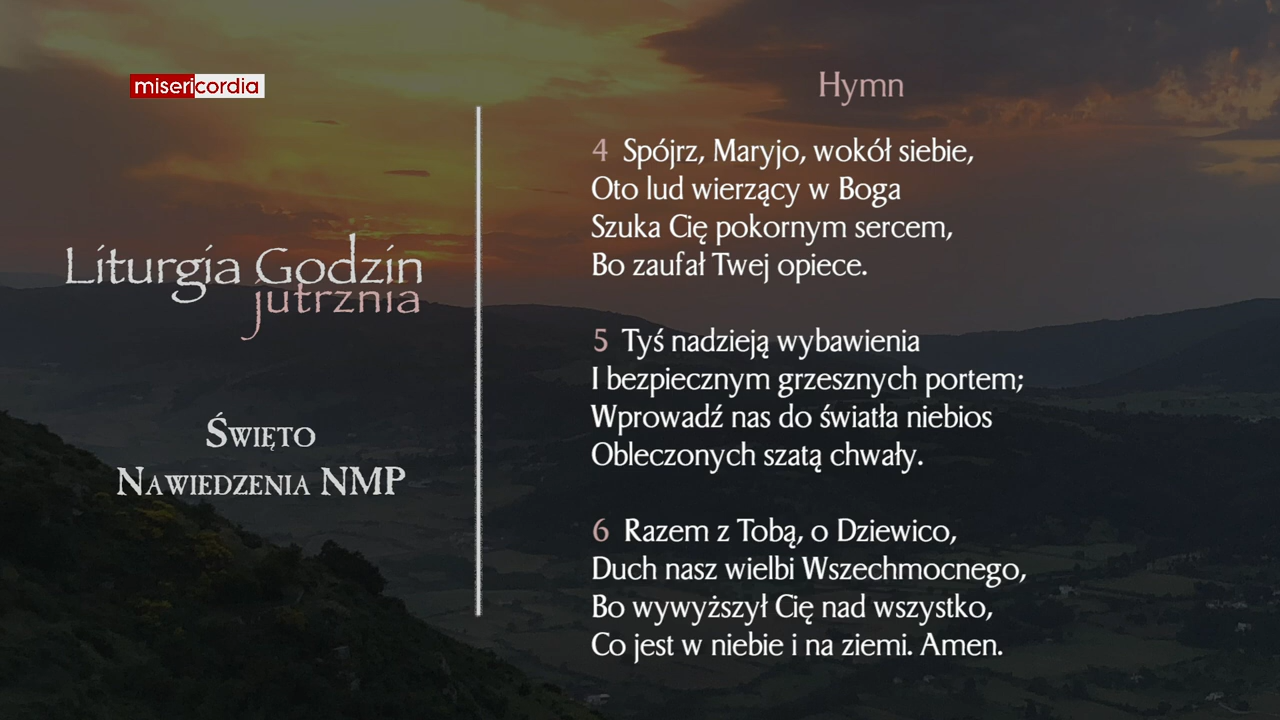 misericordia
Liturgia Godzin
jutrznia
Święto
Nawiedzenia NMP
Hymn
4 Spójrz, Maryjo, wokół siebie,
Oto lud wierzący w Boga
Szuka Cię pokornym sercem,
Bo zaufał Twej opiece.
5 Tyś nadzieją wybawienia
I bezpiecznym grzesznych portem;
Wprowadź nas do światła niebios
Obleczonych szatą chwały.
6 Razem z Tobą, o Dziewico,
Duch nasz wielbi Wszechmocnego,
Bo wywyższył Cię nad wszystko,
Co jest w niebie i na ziemi. Amen.